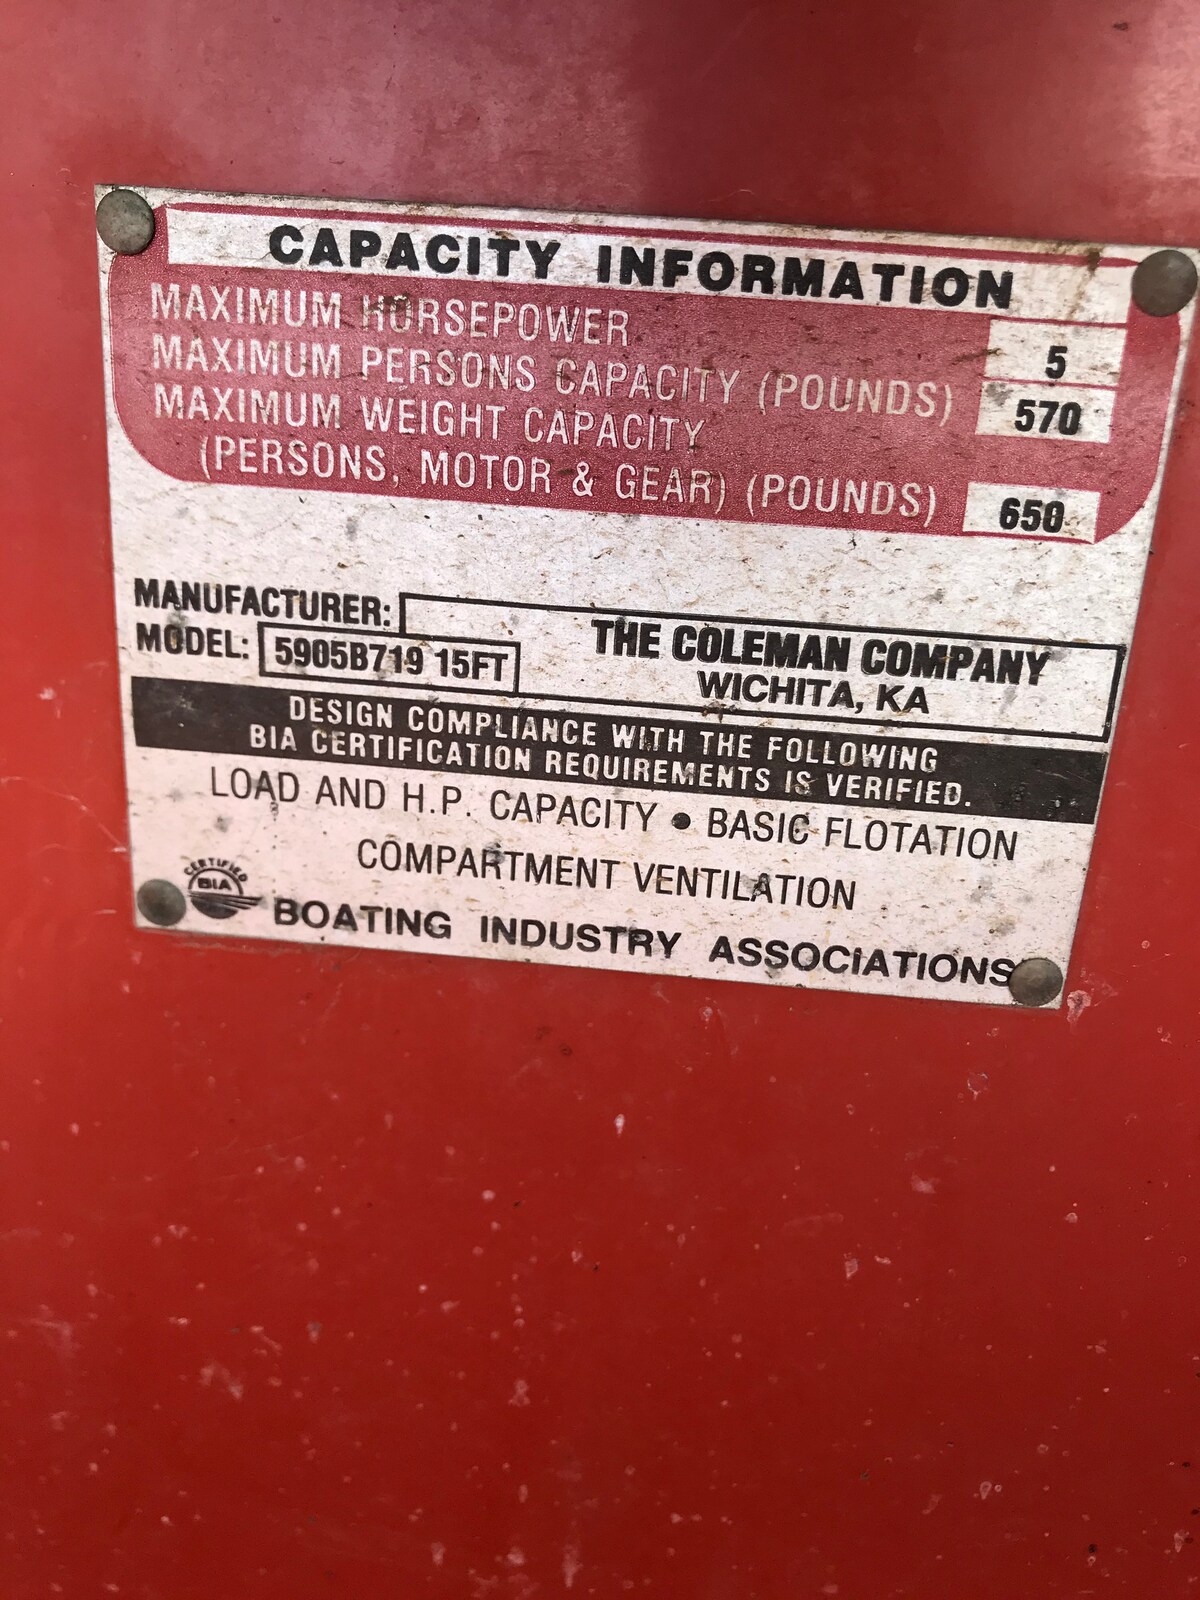 CAPACITY INFORMATION
MAXIMUM HORSEPOWER 5
MAXIMUM PERSONS CAPACITY (POUNDS) 570
MAXIMUM WEIGHT CAPACITY
(PERSONS, MOTOR & GEAR) (POUNDS) 650
MANUFACTURER: THE COLEMAN COMPANY
WICHITA, KA
MODEL: 5905B719 15FT
DESIGN COMPLIANCE WITH THE FOLLOWING
BIA CERTIFICATION REQUIREMENTS IS VERIFIED.
LOAD AND H.P. CAPACITY • BASIC FLOTATION
COMPARTMENT VENTILATION
CERTIFIED
BIA
BOATING INDUSTRY ASSOCIATIONS